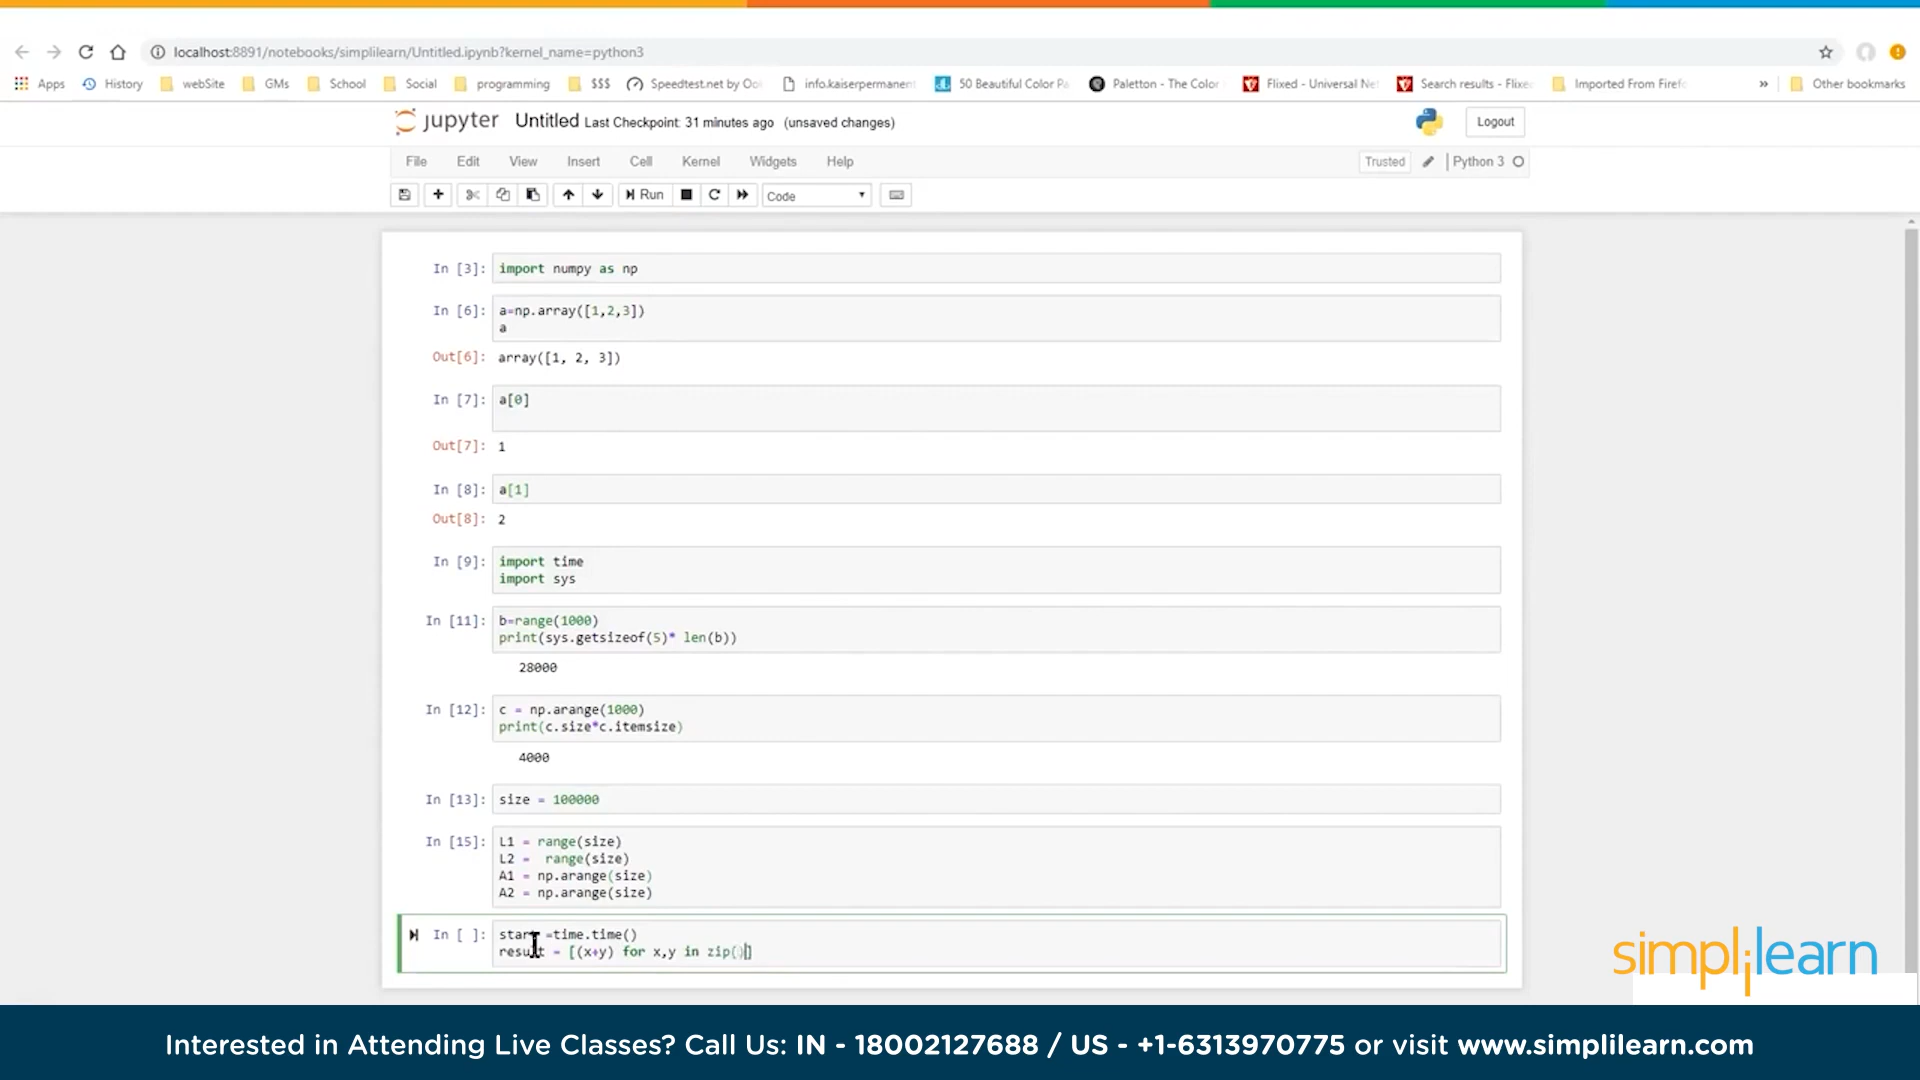 localhost:8891/notebooks/simplilearn/Untitled.ipynb?kernel_name=python3
Apps History webSite GMs School Social programming $$$ Speedtest.net by Oo info.kaiserpermanent 50 Beautiful Color Pa Paletton - The Color Flixed - Universal Ne Search results - Flixe Imported From Firef » Other bookmarks
jupyter Untitled Last Checkpoint: 31 minutes ago (unsaved changes) Logout
File Edit View Insert Cell Kernel Widgets Help Trusted Python 3
Run Code
In [3]: import numpy as np
In [6]: a=np.array([1,2,3])
a
Out[6]: array([1, 2, 3])
In [7]: a[0]
Out[7]: 1
In [8]: a[1]
Out[8]: 2
In [9]: import time
import sys
In [11]: b=range(1000)
print(sys.getsizeof(5)* len(b))
28000
In [12]: c = np.arange(1000)
print(c.size*c.itemsize)
4000
In [13]: size = 100000
In [15]: L1 = range(size)
L2 =  range(size)
A1 = np.arange(size)
A2 = np.arange(size)
In [ ]: start =time.time()
result = [(x+y) for x,y in zip()]
simplilearn
Interested in Attending Live Classes? Call Us: IN - 18002127688 / US - +1-6313970775 or visit www.simplilearn.com